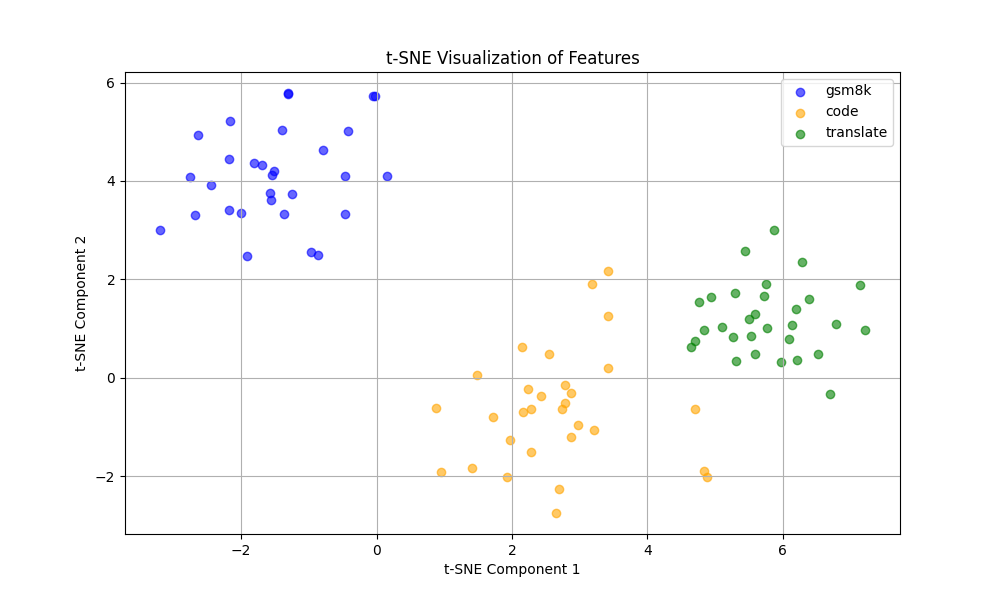 t-SNE Visualization of Features
gsm8k
code
translate
6
4
2
0
−2
t-SNE Component 2
−2
0
2
4
6
t-SNE Component 1